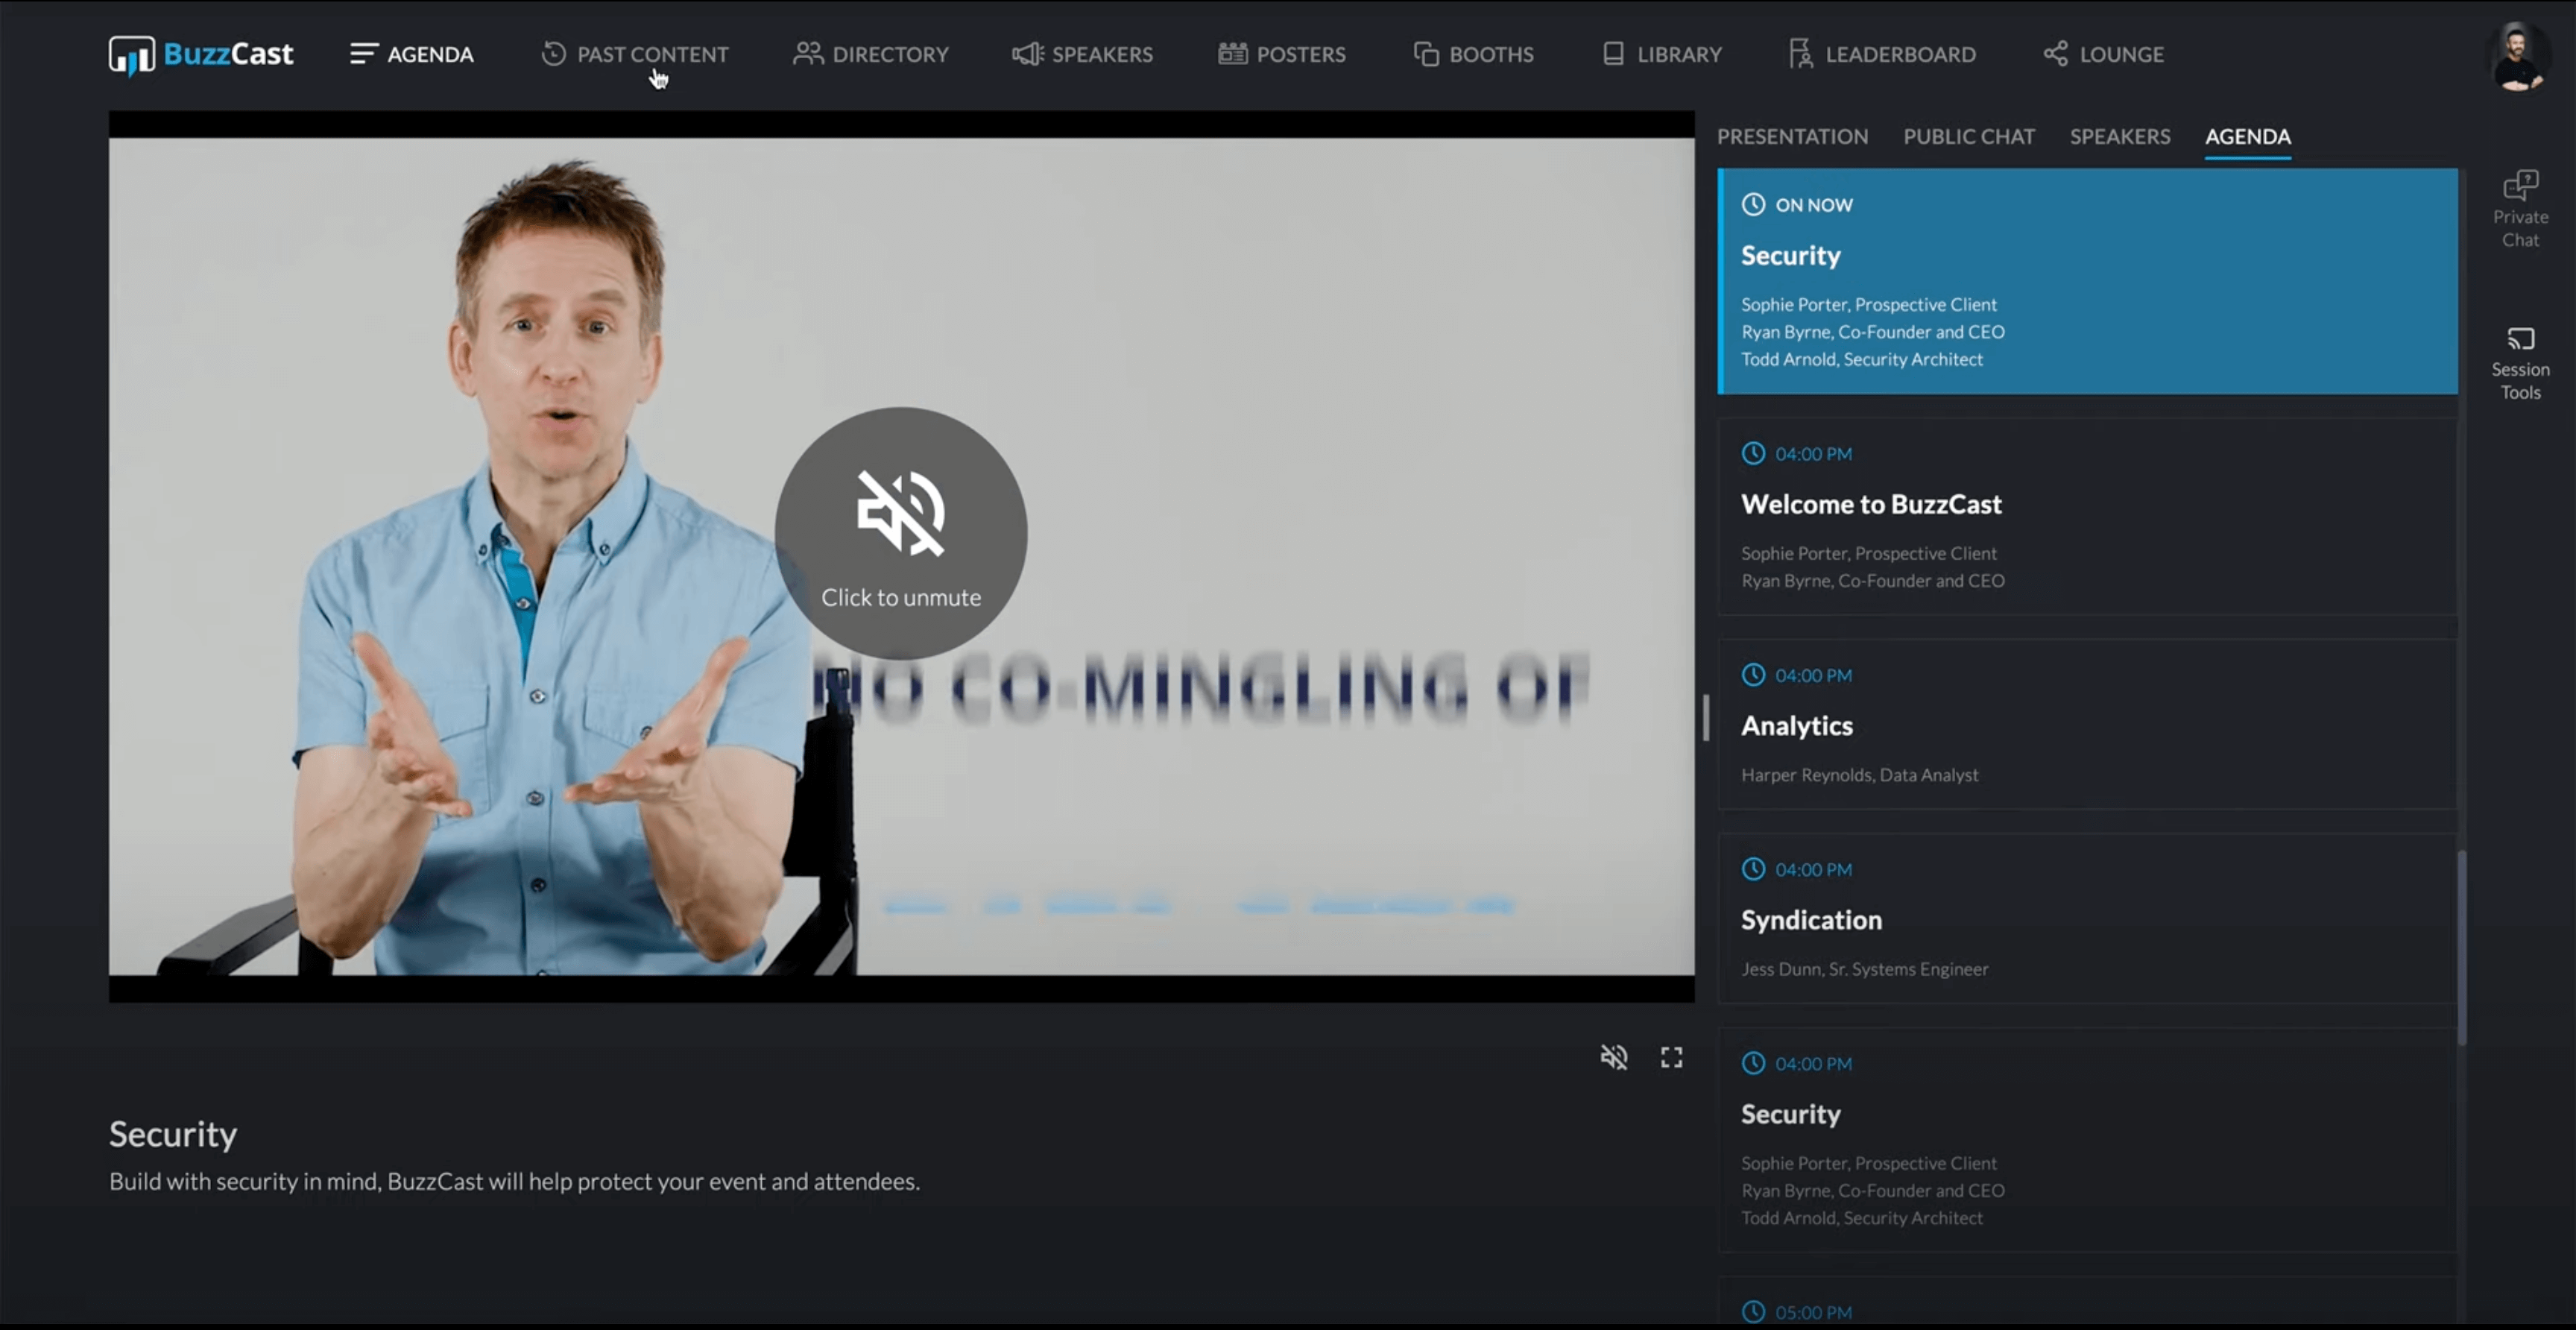 BuzzCast
AGENDA
PAST CONTENT
DIRECTORY
SPEAKERS
POSTERS
BOOTHS
LIBRARY
LEADERBOARD
LOUNGE
PRESENTATION
PUBLIC CHAT
SPEAKERS
AGENDA
Click to unmute
NO CO-MINGLING OF
Security
Build with security in mind, BuzzCast will help protect your event and attendees.
ON NOW
Security
Sophie Porter, Prospective Client
Ryan Byrne, Co-Founder and CEO
Todd Arnold, Security Architect
04:00 PM
Welcome to BuzzCast
Sophie Porter, Prospective Client
Ryan Byrne, Co-Founder and CEO
04:00 PM
Analytics
Harper Reynolds, Data Analyst
04:00 PM
Syndication
Jess Dunn, Sr. Systems Engineer
04:00 PM
Security
Sophie Porter, Prospective Client
Ryan Byrne, Co-Founder and CEO
Todd Arnold, Security Architect
05:00 PM
Private
Chat
Session
Tools